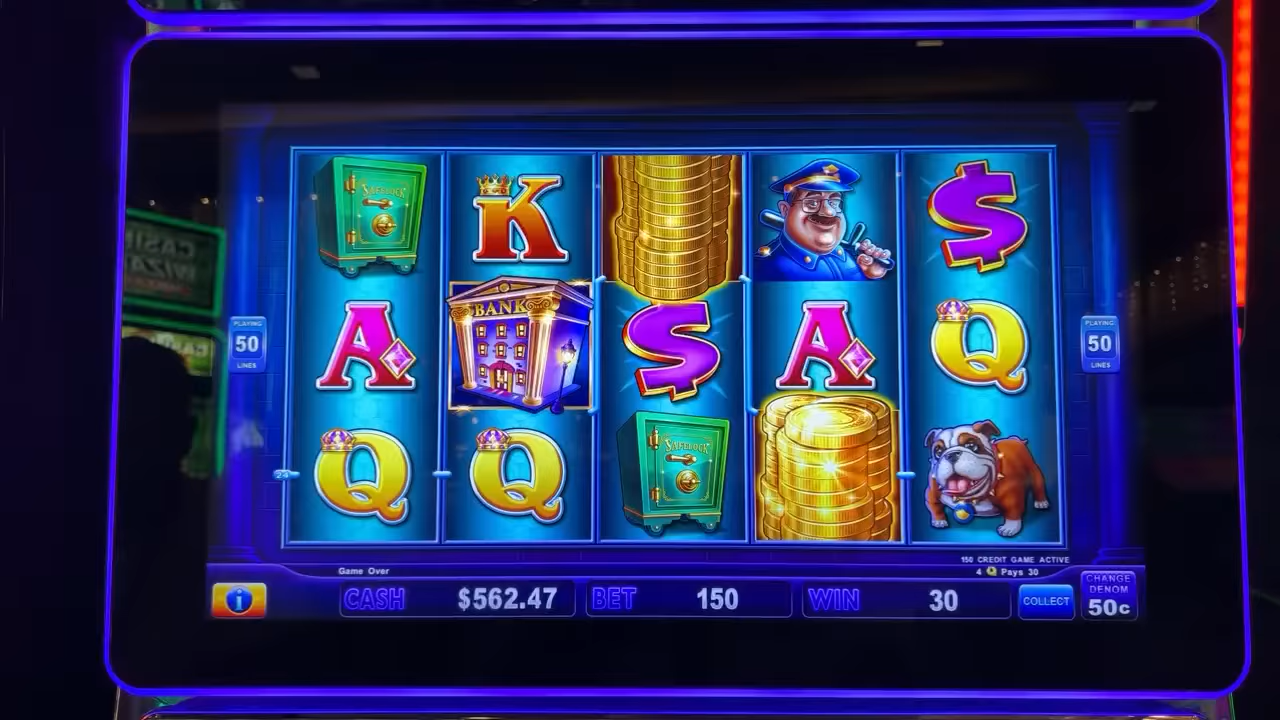 SAFELOCK
K
$
A
BANK
$
A
Q
PLAYING
50
LINES
PLAYING
50
LINES
Q
Q
SAFELOCK
150 CREDIT GAME ACTIVE
Game Over
4 Q Pays 30
CASH $562.47 BET 150 WIN 30 COLLECT
CHANGE
DENOM
50¢